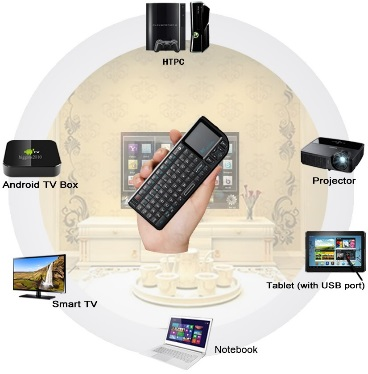 HTPC
Android TV Box
Projector
Tablet (with USB port)
Smart TV
Notebook